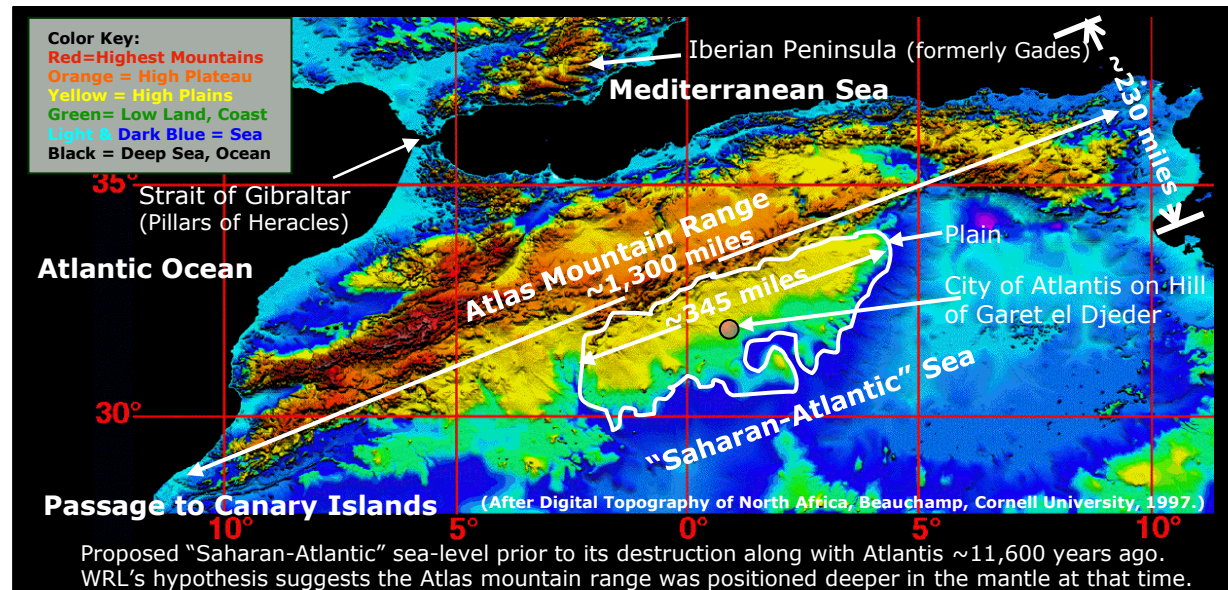 Color Key:
Red=Highest Mountains
Orange = High Plateau
Yellow = High Plains
Green= Low Land, Coast
Light & Dark Blue = Sea
Black = Deep Sea, Ocean
Iberian Peninsula (formerly Gades)
Mediterranean Sea
~230 miles
35°
Strait of Gibraltar
(Pillars of Heracles)
Atlantic Ocean
Atlas Mountain Range
~1,300 miles
~345 miles
Plain
City of Atlantis on Hill
of Garet el Djeder
30°
"Saharan-Atlantic" Sea
Passage to Canary Islands
(After Digital Topography of North Africa, Beauchamp, Cornell University, 1997.)
10°
5°
0°
5°
10°
Proposed "Saharan-Atlantic" sea-level prior to its destruction along with Atlantis ~11,600 years ago.
WRL's hypothesis suggests the Atlas mountain range was positioned deeper in the mantle at that time.